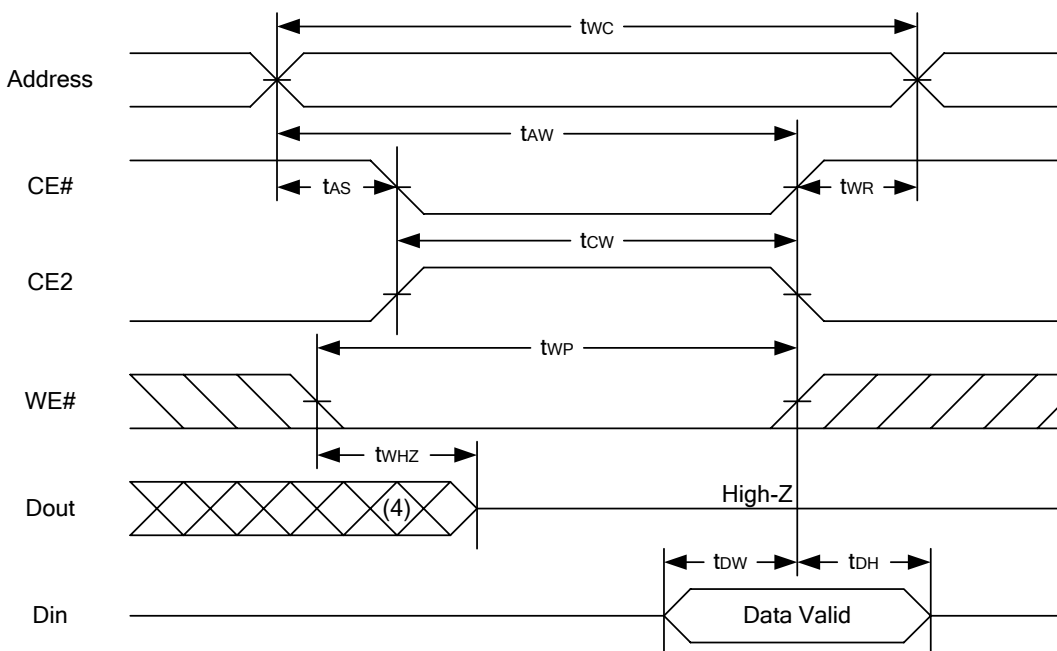 tWC
Address
tAW
CE# tAS tWR
tCW
CE2
tWP
WE#
tWHZ
Dout (4) High-Z
tDW tDH
Din Data Valid